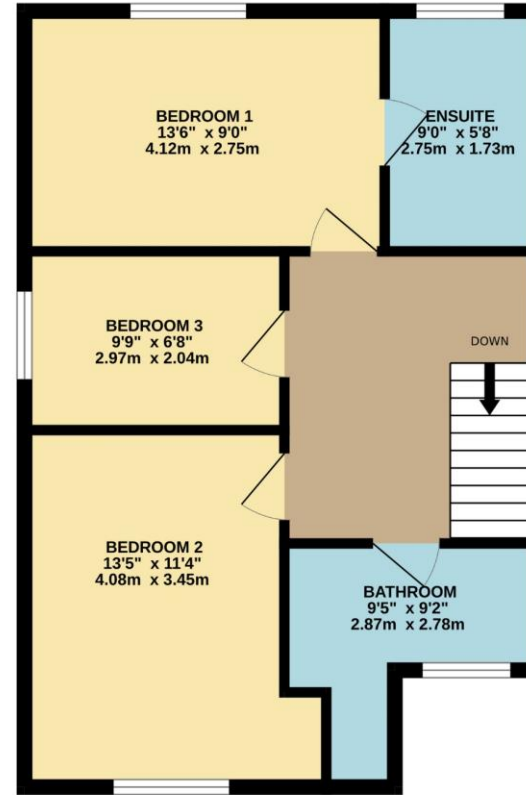 BEDROOM 1
13'6" x 9'0"
4.12m x 2.75m
ENSUITE
9'0" x 5'8"
2.75m x 1.73m
BEDROOM 3
9'9" x 6'8"
2.97m x 2.04m
DOWN
BEDROOM 2
13'5" x 11'4"
4.08m x 3.45m
BATHROOM
9'5" x 9'2"
2.87m x 2.78m